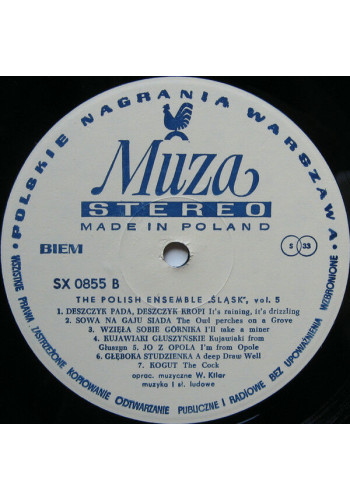 • POLSKIE NAGRANIA WARSZAWA •
Muza
STEREO
MADE IN POLAND
BIEM
S 33
SX 0855 B
THE POLISH ENSEMBLE „ŚLĄSK", vol. 5
1. DESZCZYK PADA, DESZCZYK KROPI It's raining, it's drizzling
2. SOWA NA GAJU SIADA The Owl perches on a Grove
3. WZIĘŁA SOBIE GÓRNIKA I'll take a miner
4. KUJAWIAKI GŁUSZYŃSKIE Kujawiaki from
Głuszyn 5. JO Z OPOLA I'm from Opole
6. GŁĘBOKA STUDZIENKA A deep Draw Well
7. KOGUT The Cock
oprac. muzyczne W. Kilar
muzyka i sł. ludowe
WSZYSTKIE PRAWA ZASTRZEŻONE KOPIOWANIE ODTWARZANIE PUBLICZNE I RADIOWE BEZ UPOWAŻNIENIA WZBRONIONE